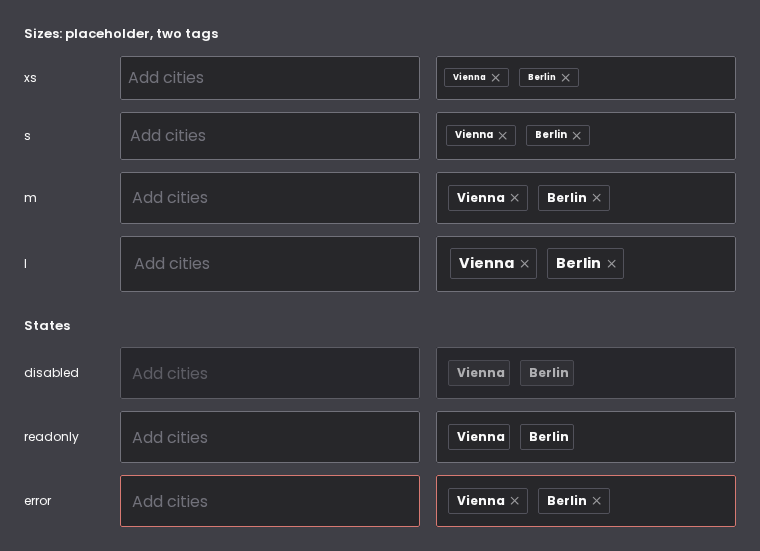 Sizes: placeholder, two tags
xs Add cities Vienna Berlin
s Add cities Vienna Berlin
m Add cities Vienna Berlin
l Add cities Vienna Berlin
States
disabled Add cities Vienna Berlin
readonly Add cities Vienna Berlin
error Add cities Vienna Berlin